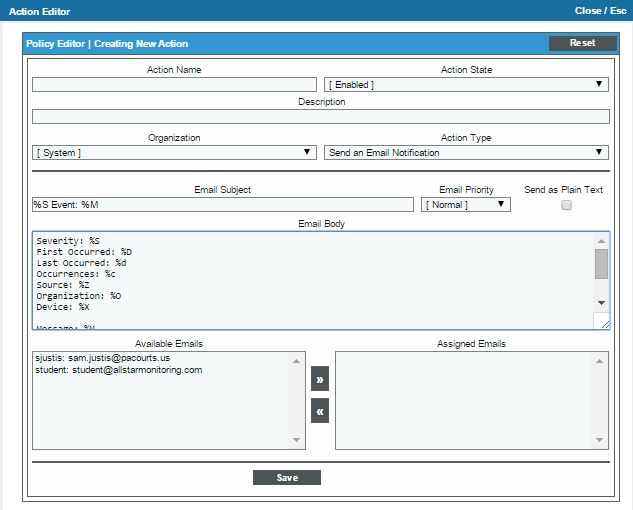 Action Editor Close / Esc
Policy Editor | Creating New Action Reset
Action Name Action State
[ Enabled ]
Description
Organization Action Type
[ System ] Send an Email Notification
Email Subject Email Priority Send as Plain Text
%S Event: %M [ Normal ]
Email Body
Severity: %S
First Occurred: %D
Last Occurred: %d
Occurrences: %c
Source: %Z
Organization: %O
Device: %X
Message: %M
Available Emails Assigned Emails
sjustis: sam.justis@pacourts.us
student: student@allstarmonitoring.com
»
«
Save